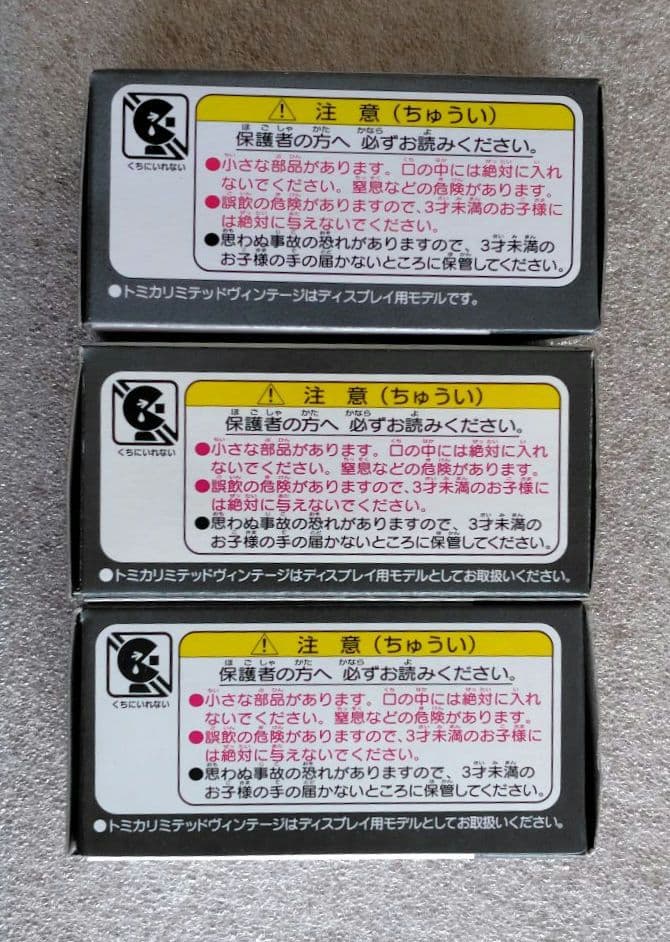 くちにいれない
注 意 (ちゅうい)
保護者の方へ 必ずお読みください。
●小さな部品があります。口の中には絶対に入れ
ないでください。窒息などの危険があります。
●誤飲の危険がありますので、3才未満のお子様に
は絶対に与えないでください。
●思わぬ事故の恐れがありますので、3才未満の
お子様の手の届かないところに保管してください。
●トミカリミテッドヴィンテージはディスプレイ用モデルです。
くちにいれない
注 意 (ちゅうい)
保護者の方へ 必ずお読みください。
●小さな部品があります。口の中には絶対に入れ
ないでください。窒息などの危険があります。
●誤飲の危険がありますので、3才未満のお子様に
は絶対に与えないでください。
●思わぬ事故の恐れがありますので、3才未満の
お子様の手の届かないところに保管してください。
●トミカリミテッドヴィンテージはディスプレイ用モデルとしてお取扱いください。
くちにいれない
注 意 (ちゅうい)
保護者の方へ 必ずお読みください。
●小さな部品があります。口の中には絶対に入れ
ないでください。窒息などの危険があります。
●誤飲の危険がありますので、3才未満のお子様に
は絶対に与えないでください。
●思わぬ事故の恐れがありますので、3才未満の
お子様の手の届かないところに保管してください。
●トミカリミテッドヴィンテージはディスプレイ用モデルとしてお取扱いください。